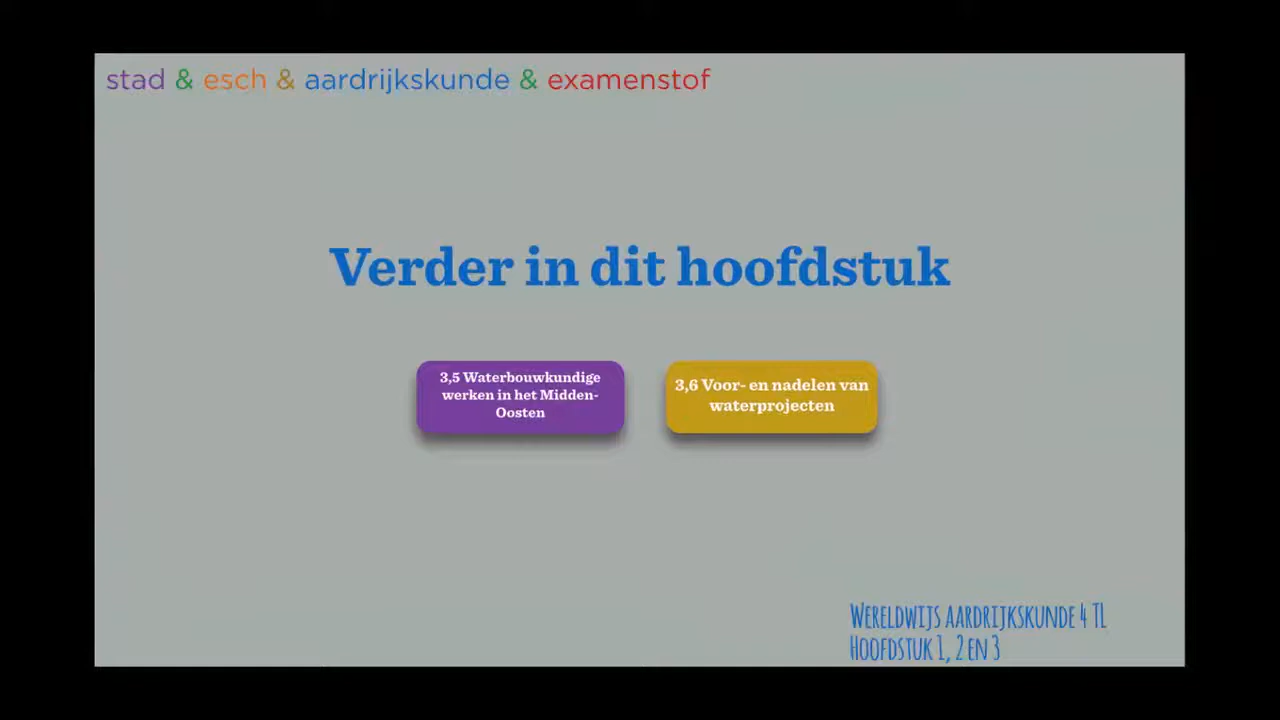 stad & esch & aardrijkskunde & examenstof
Verder in dit hoofdstuk
3,5 Waterbouwkundige
werken in het Midden-
Oosten
3,6 Voor- en nadelen van
waterprojecten
Wereldwijs aardrijkskunde 4 TL
Hoofdstuk 1, 2 en 3